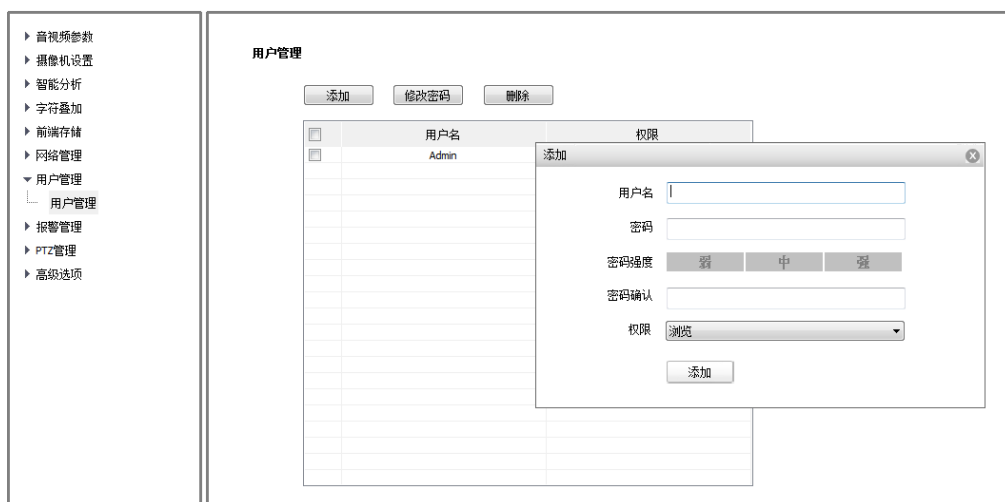 音视频参数
摄像机设置
智能分析
字符叠加
前端存储
网络管理
用户管理
用户管理
报警管理
PTZ管理
高级选项
用户管理
添加 修改密码 删除
用户名 权限
Admin
添加
用户名
密码
密码强度 弱 中 强
密码确认
权限 浏览
添加